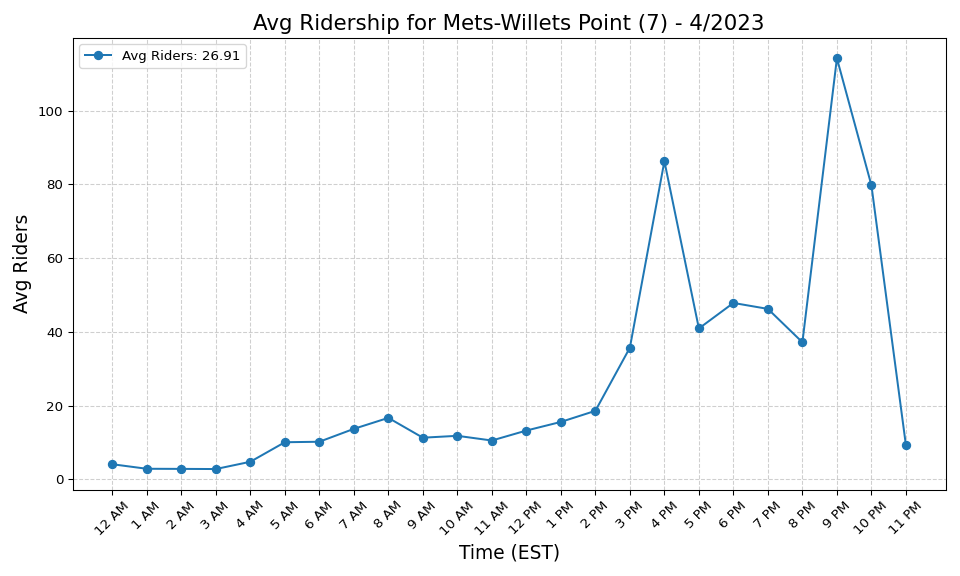 Avg Ridership for Mets-Willets Point (7) - 4/2023
Avg Riders: 26.91
Avg Riders
100
80
60
40
20
0
12 AM
1 AM
2 AM
3 AM
4 AM
5 AM
6 AM
7 AM
8 AM
9 AM
10 AM
11 AM
12 PM
1 PM
2 PM
3 PM
4 PM
5 PM
6 PM
7 PM
8 PM
9 PM
10 PM
11 PM
Time (EST)